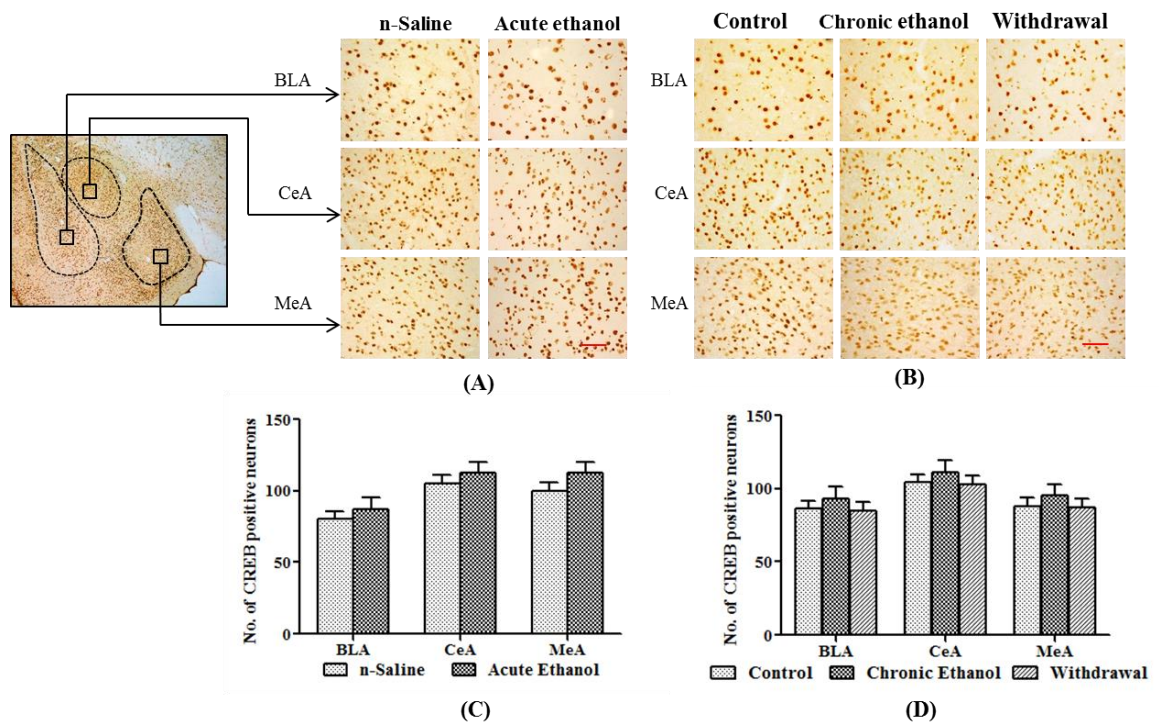 n-Saline Acute ethanol
Control Chronic ethanol Withdrawal
BLA
BLA
CeA
CeA
MeA
MeA
(A)
(B)
No. of CREB positive neurons
150
100
50
0
BLA CeA MeA
n-Saline Acute Ethanol
(C)
No. of CREB positive neurons
150
100
50
0
BLA CeA MeA
Control Chronic Ethanol Withdrawal
(D)